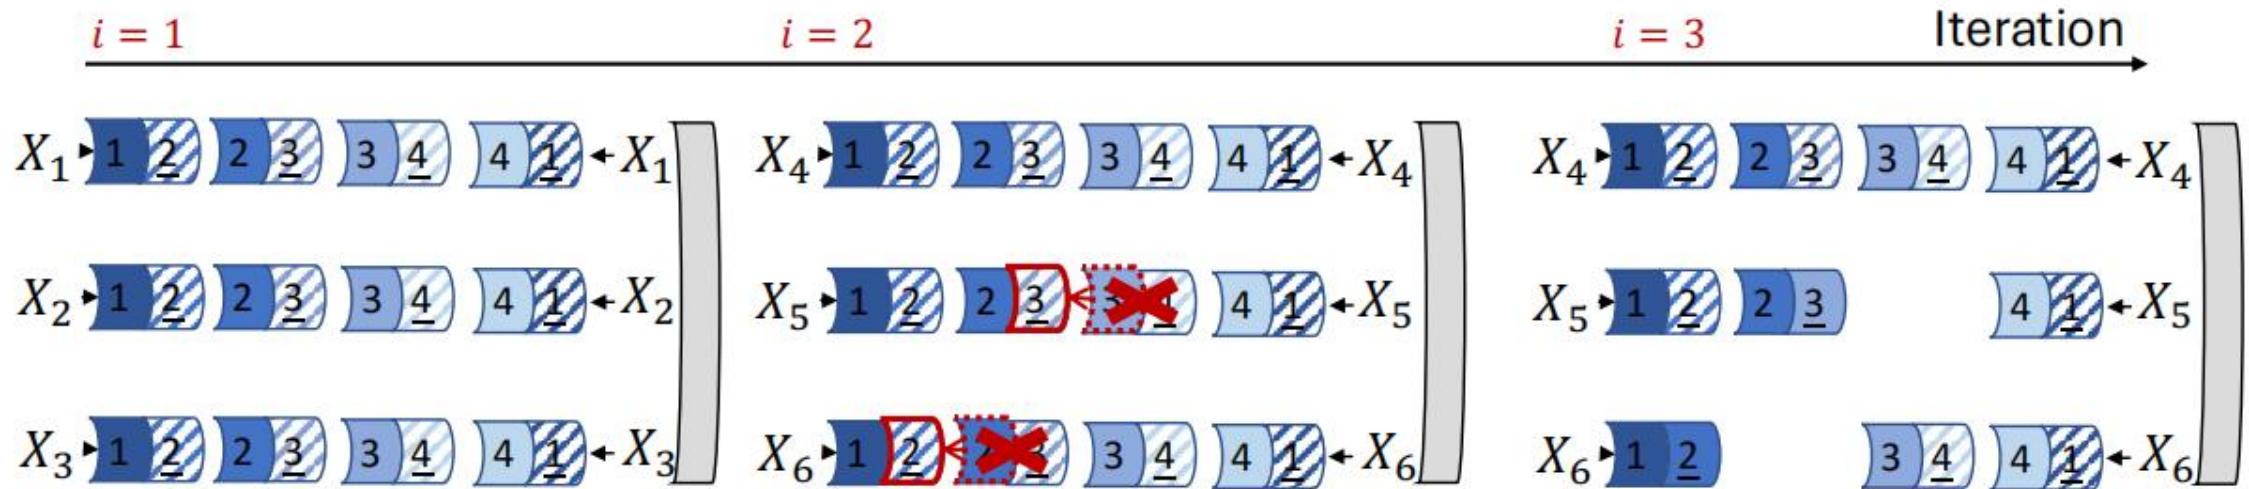 i = 1 i = 2 i = 3 Iteration
X₁ 1 2 2 3 3 4 4 1 X₁ X₄ 1 2 2 3 3 4 4 1 X₄ X₄ 1 2 2 3 3 4 4 1 X₄
X₂ 1 2 2 3 3 4 4 1 X₂ X₅ 1 2 2 3 4 1 X₅ X₅ 1 2 2 3 4 1 X₅
X₃ 1 2 2 3 3 4 4 1 X₃ X₆ 1 2 3 4 4 1 X₆ X₆ 1 2 3 4 4 1 X₆